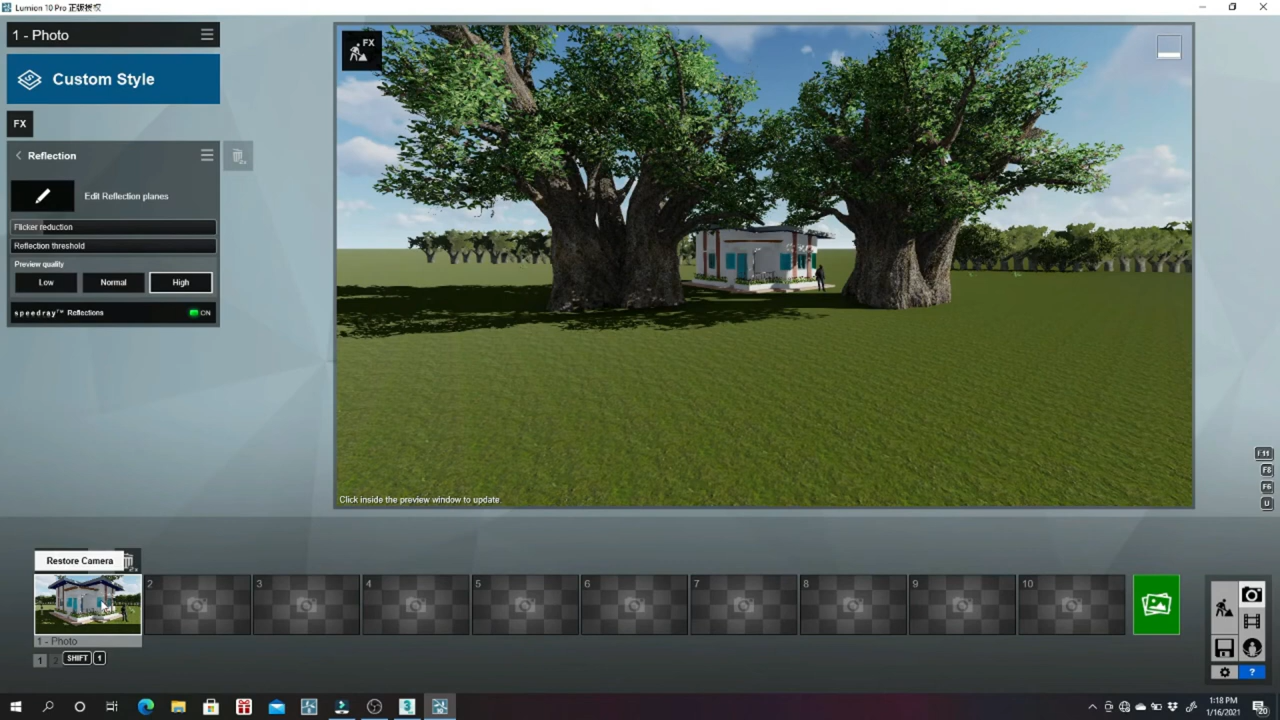 Lumion 10 Pro 正版授权
1 - Photo
Custom Style
FX
Reflection
Edit Reflection planes
Flicker reduction
Reflection threshold
Preview quality
Low Normal High
speedray™ Reflections ON
FX
Click inside the preview window to update
F11
F8
F6
U
Restore Camera
2 3 4 5 6 7 8 9 10
1 - Photo
1 2 SHIFT 1
?
1:18 PM
1/16/2021
20